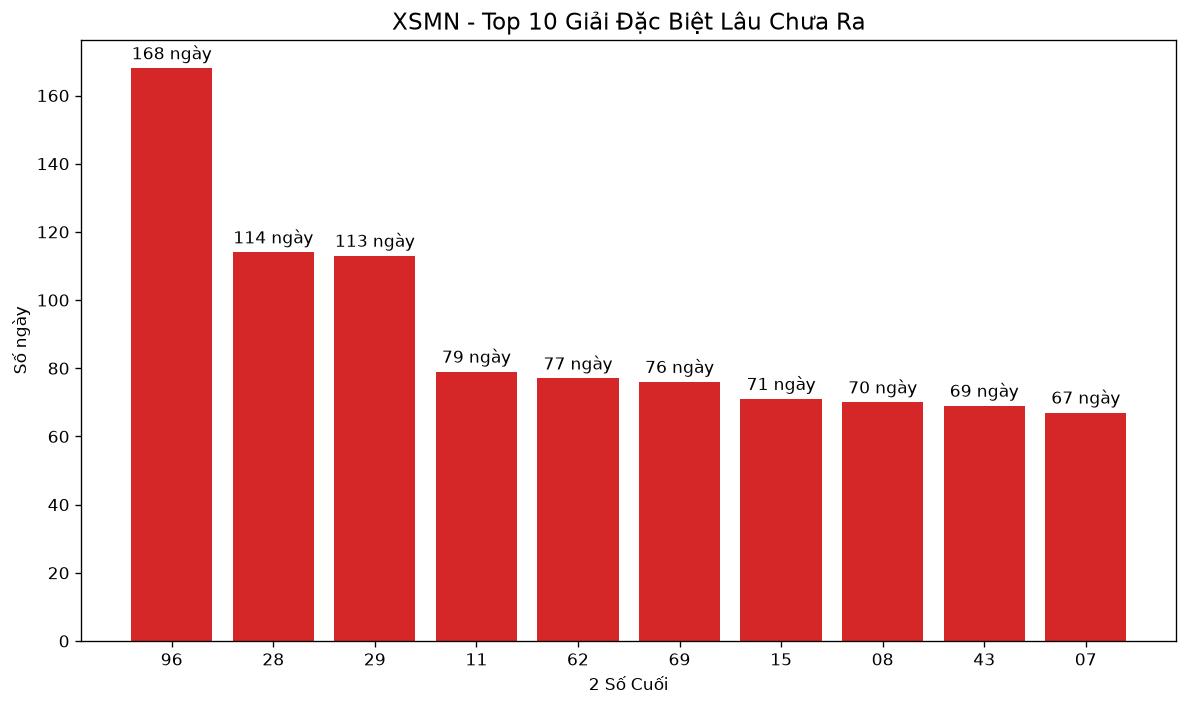 XSMN - Top 10 Giải Đặc Biệt Lâu Chưa Ra
168 ngày
114 ngày
113 ngày
79 ngày
77 ngày
76 ngày
71 ngày
70 ngày
69 ngày
67 ngày
Số ngày
160
140
120
100
80
60
40
20
0
96 28 29 11 62 69 15 08 43 07
2 Số Cuối